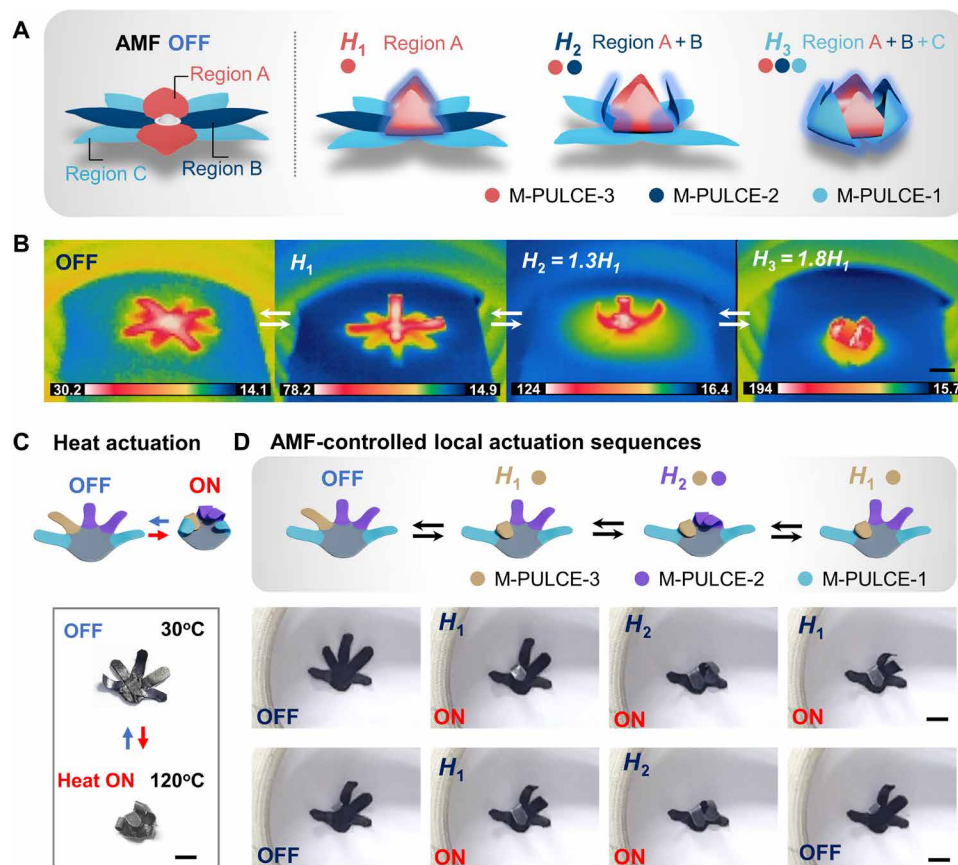 A
AMF OFF
Region A
Region B
Region C
H1 Region A
H2 Region A + B
H3 Region A + B + C
M-PULCE-3 M-PULCE-2 M-PULCE-1
B
OFF
H1
H2 = 1.3H1
H3 = 1.8H1
30.2 14.1
78.2 14.9
124 16.4
194 15.7
C Heat actuation
OFF ON
OFF 30°C
Heat ON 120°C
D AMF-controlled local actuation sequences
OFF H1 H2 H1
M-PULCE-3 M-PULCE-2 M-PULCE-1
H1 H2 H1
OFF ON ON ON
H1 H2
OFF ON ON OFF